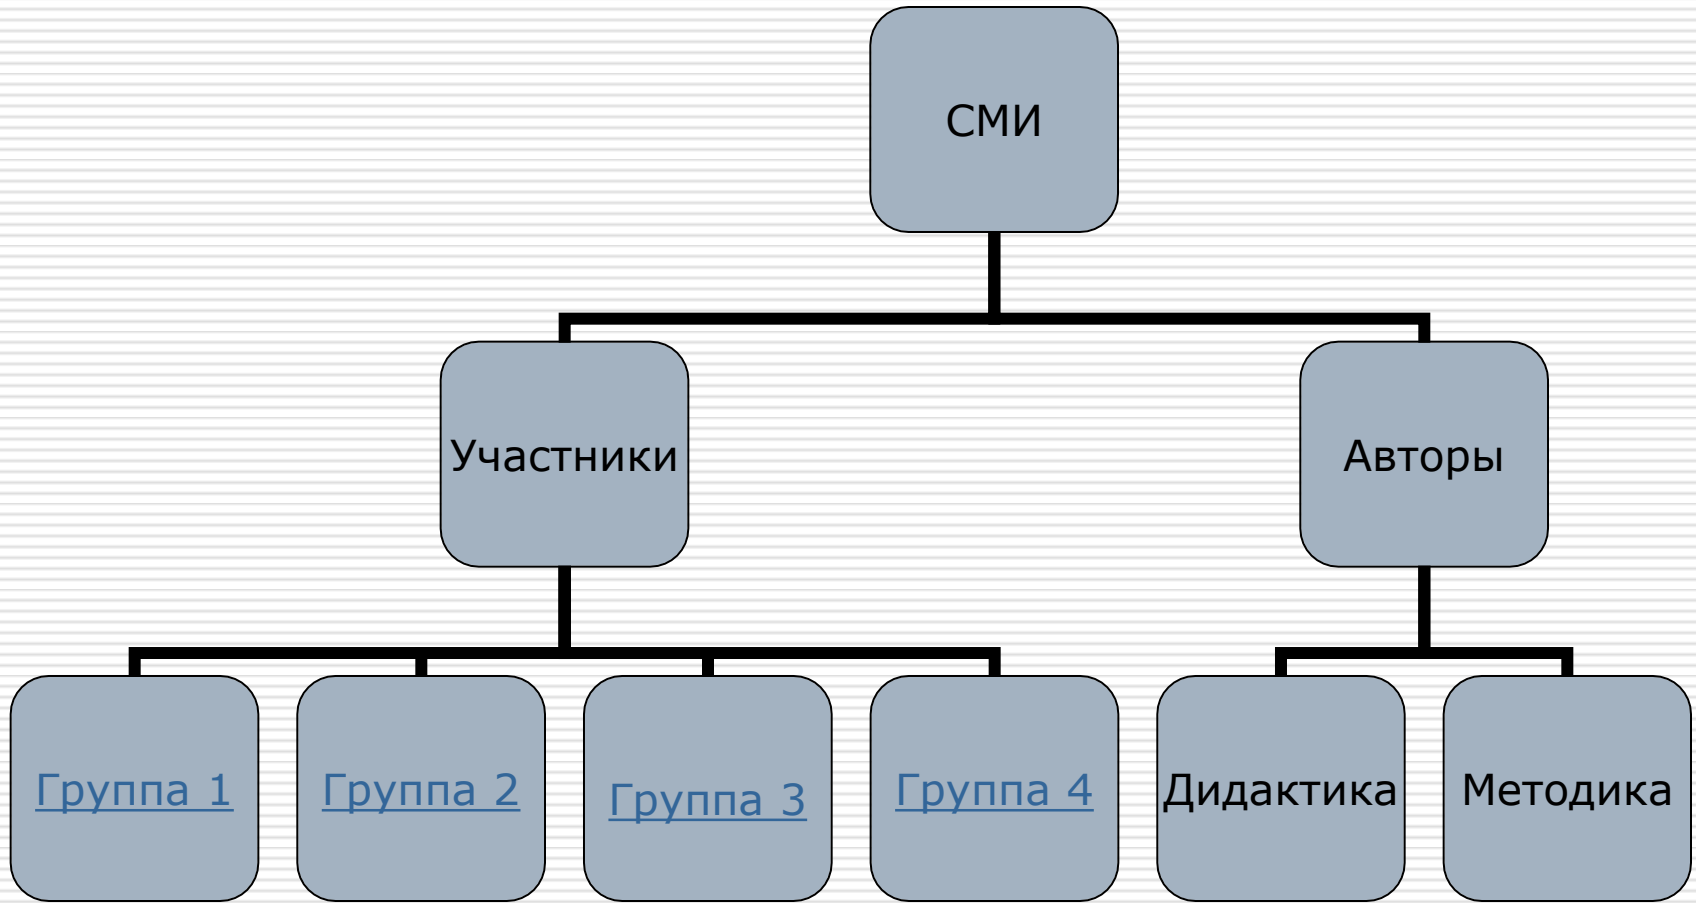 СМИ
Участники
Авторы
Группа 1
Группа 2
Группа 3
Группа 4
Дидактика
Методика